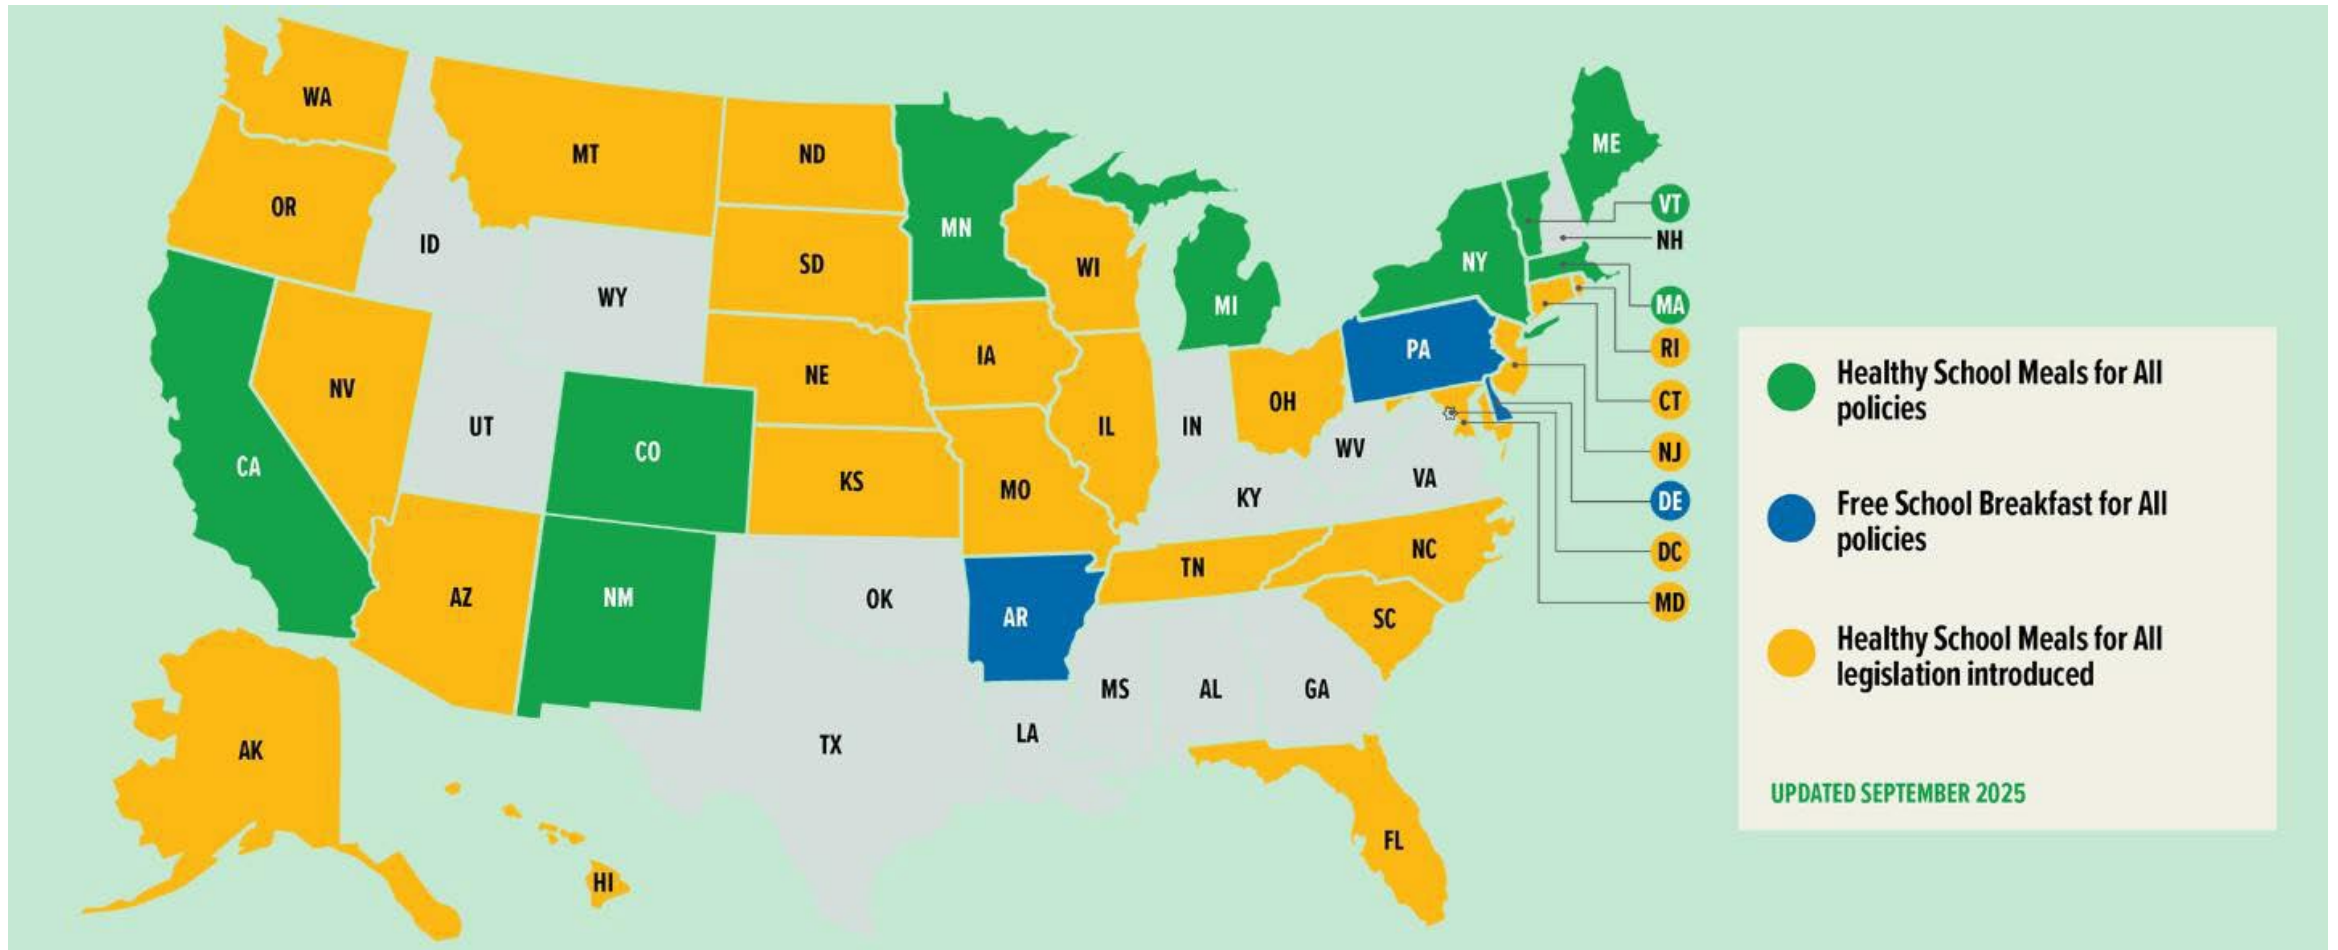 WA
MT
ND
ME
OR
VT
MN
NH
ID
SD
WI
NY
WY
MI
MA
PA
RI
IA
NE
NV
CT
OH
UT
IL
IN
CO
WV
NJ
CA
VA
KS
MO
KY
DE
NC
DC
TN
AZ
NM
OK
MD
AR
SC
MS
AL
GA
LA
TX
AK
FL
HI
Healthy School Meals for All
policies
Free School Breakfast for All
policies
Healthy School Meals for All
legislation introduced
UPDATED SEPTEMBER 2025